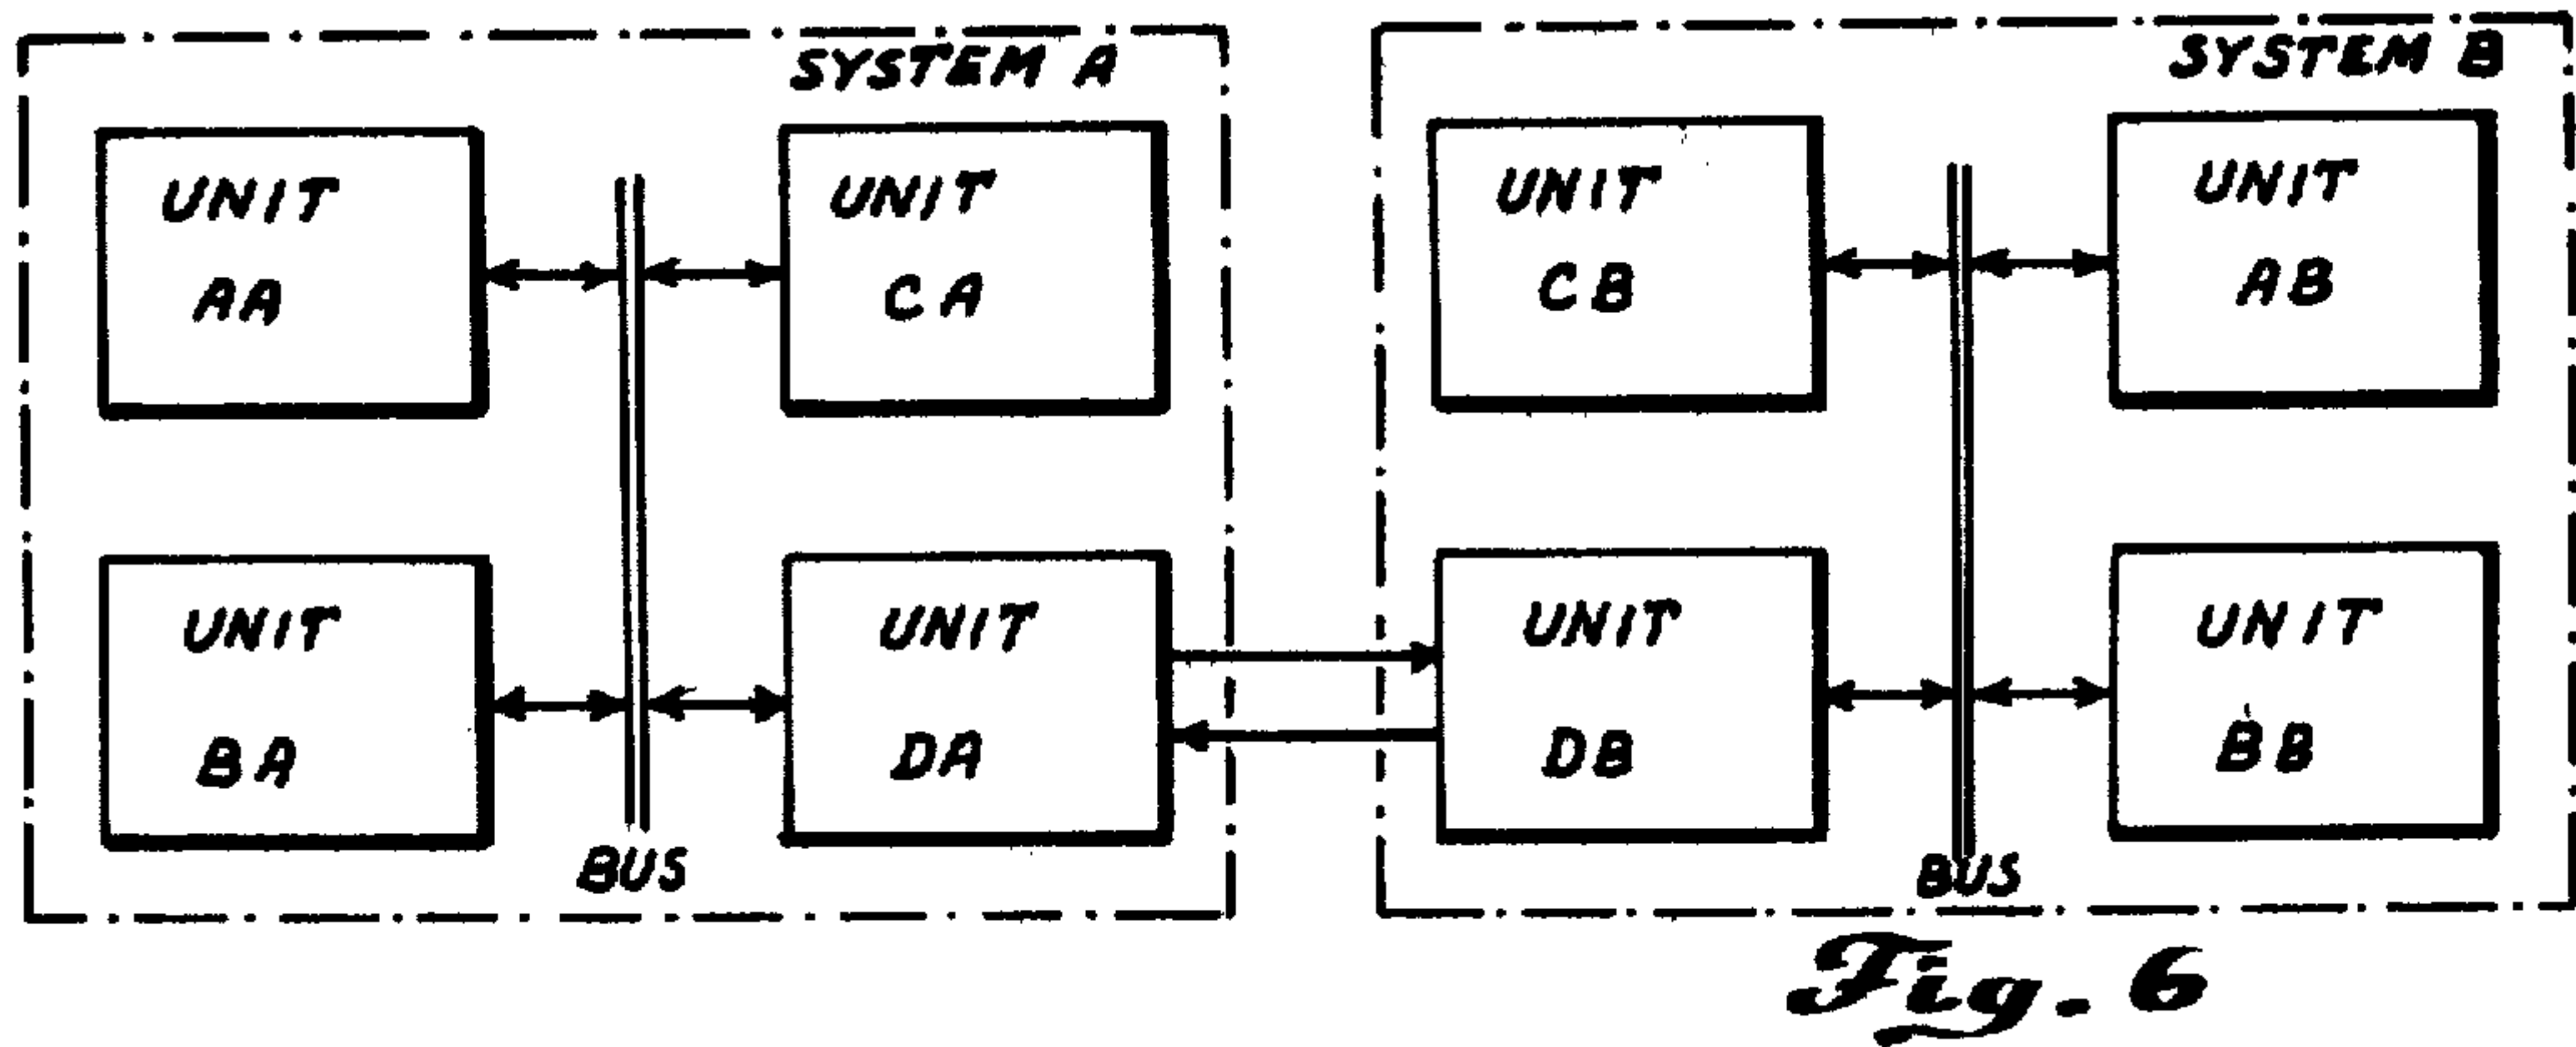 SYSTEM A
UNIT
AA
UNIT
CA
UNIT
BA
UNIT
DA
BUS
SYSTEM B
UNIT
CB
UNIT
AB
UNIT
DB
UNIT
BB
BUS
Fig. 6